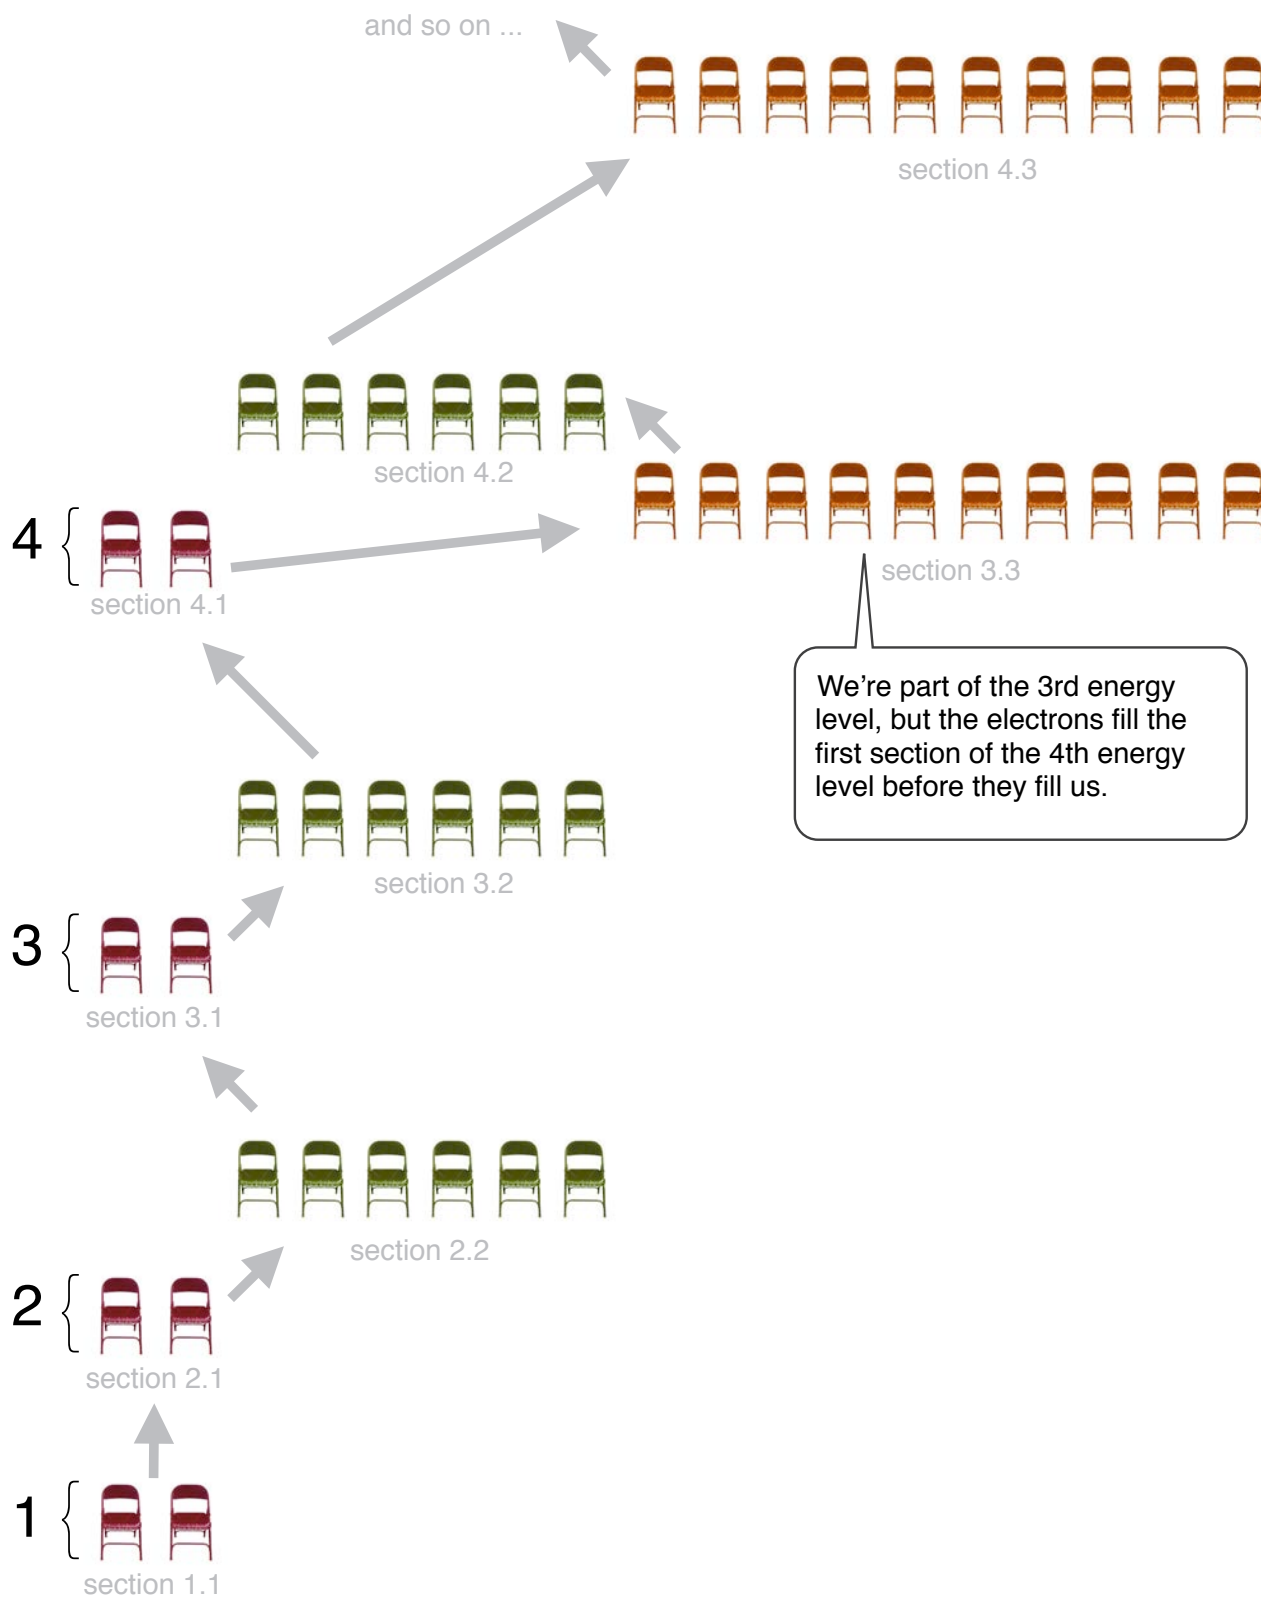 and so on ...
section 4.3
section 4.2
4
section 4.1
section 3.3
We're part of the 3rd energy
level, but the electrons fill the
first section of the 4th energy
level before they fill us.
section 3.2
3
section 3.1
section 2.2
2
section 2.1
1
section 1.1